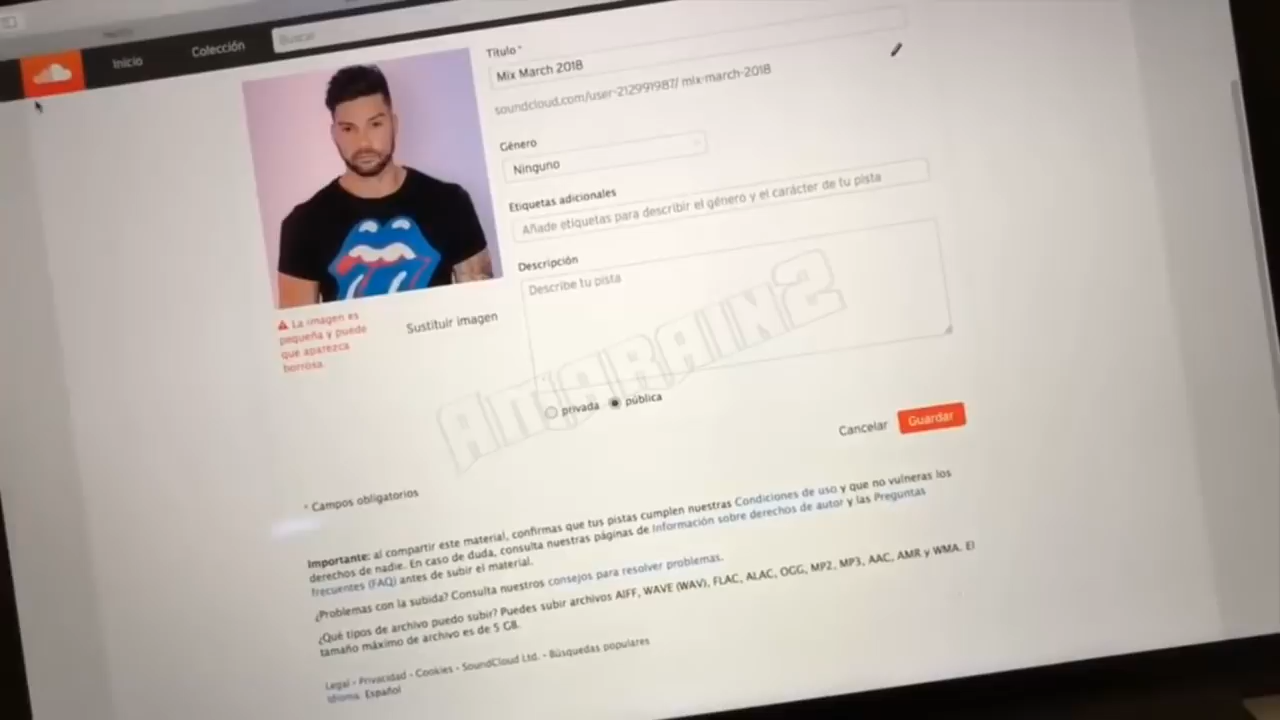 Inicio
Colección
Buscar
Título *
Mix March 2018
soundcloud.com/user-212991987/ mix-march-2018
Género
Ninguno
Etiquetas adicionales
Añade etiquetas para describir el género y el carácter de tu pista
Descripción
Describe tu pista
La imagen es
pequeña y puede
que aparezca
borrosa.
Sustituir imagen
privada
pública
AMARAIN2
Cancelar
Guardar
* Campos obligatorios
Importante: al compartir este material, confirmas que tus pistas cumplen nuestras Condiciones de uso y que no vulneras los
derechos de nadie. En caso de duda, consulta nuestras páginas de Información sobre derechos de autor y las Preguntas
frecuentes (FAQ) antes de subir el material.
¿Problemas con la subida? Consulta nuestros consejos para resolver problemas.
¿Qué tipos de archivo puedo subir? Puedes subir archivos AIFF, WAVE (WAV), FLAC, ALAC, OGG, MP2, MP3, AAC, AMR y WMA. El
tamaño máximo de archivo es de 5 GB.
Legal - Privacidad - Cookies - SoundCloud Ltd. - Búsquedas populares
Idioma: Español